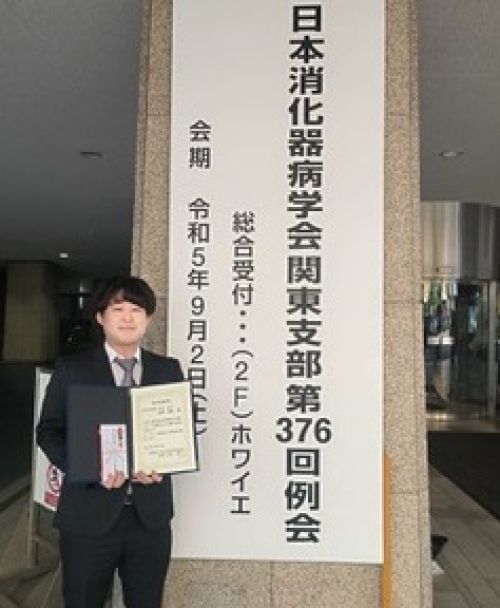 日本消化器病学会関東支部第376回例会
総合受付・・・(2F)ホワイエ
会期 令和5年9月2日(土)